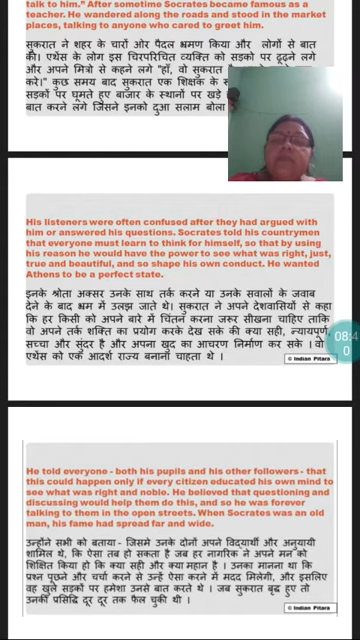 talk to him." After sometime Socrates became famous as a
teacher. He wandered along the roads and stood in the market
places, talking to anyone who cared to greet him.
सुकरात ने शहर के चारों ओर पैदल भ्रमण किया और लोगों से बात
की। एथेंस के लोग इस चिरपरिचित व्यक्ति को सड़को पर ढूढ़ने लगे
और अपने मित्रो से कहने लगे "हाँ, वो सुकरात
करे।" कुछ समय बाद सुकरात एक शिक्षक के
सड़कों पर घूमते हुए बाजार के स्थानों पर खड़े
बात करने लगे जिसने इनको दुआ सलाम बोला
His listeners were often confused after they had argued with
him or answered his questions. Socrates told his countrymen
that everyone must learn to think for himself, so that by using
his reason he would have the power to see what was right, just,
true and beautiful, and so shape his own conduct. He wanted
Athens to be a perfect state.
इनके श्रोता अक्सर उनके साथ तर्क करने या उनके सवालों के जवाब
देने के बाद भ्रम में उलझ जाते थे। सुकरात ने अपने देशवासियों से कहा
कि हर किसी को अपने बारे में चिंतन करना जरूर सीखना चाहिए ताकि
वो अपने तर्क शक्ति का प्रयोग करके देख सके की क्या सही, न्यायपूर्ण
सच्चा और सुंदर है और अपना खुद का आचरण निर्माण कर सके । वो
एथेंस को एक आदर्श राज्य बनाना चाहता थे ।
© Indian Pitara
08:4
0
He told everyone - both his pupils and his other followers - that
this could happen only if every citizen educated his own mind to
see what was right and noble. He believed that questioning and
discussing would help them do this, and so he was forever
talking to them in the open streets. When Socrates was an
old man, his fame had spread far and wide.
उन्होंने सभी को बताया - जिसमे उनके दोनों अपने विद्यार्थी और अनुयायी
शामिल थे, कि ऐसा तब हो सकता है जब हर नागरिक ने अपने मन को
शिक्षित किया हो कि क्या सही और क्या महान है । उनका मानना था कि
प्रश्न पूछने और चर्चा करने से उन्हें ऐसा करने में मदद मिलेगी, और इसलिए
वह खुले सड़कों पर हमेशा उनसे बात करते थे । जब सुकरात बृद्ध हुए तो
उनकी प्रसिद्धि दूर दूर तक फैल चुकी थी ।
© Indian Pitara